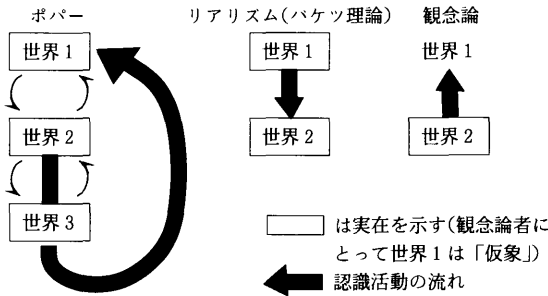 ポパー
世界1
世界2
世界3
リアリズム(バケツ理論)
世界1
世界2
観念論
世界1
世界2
は実在を示す(観念論者に
とって世界1は「仮象」)
認識活動の流れ